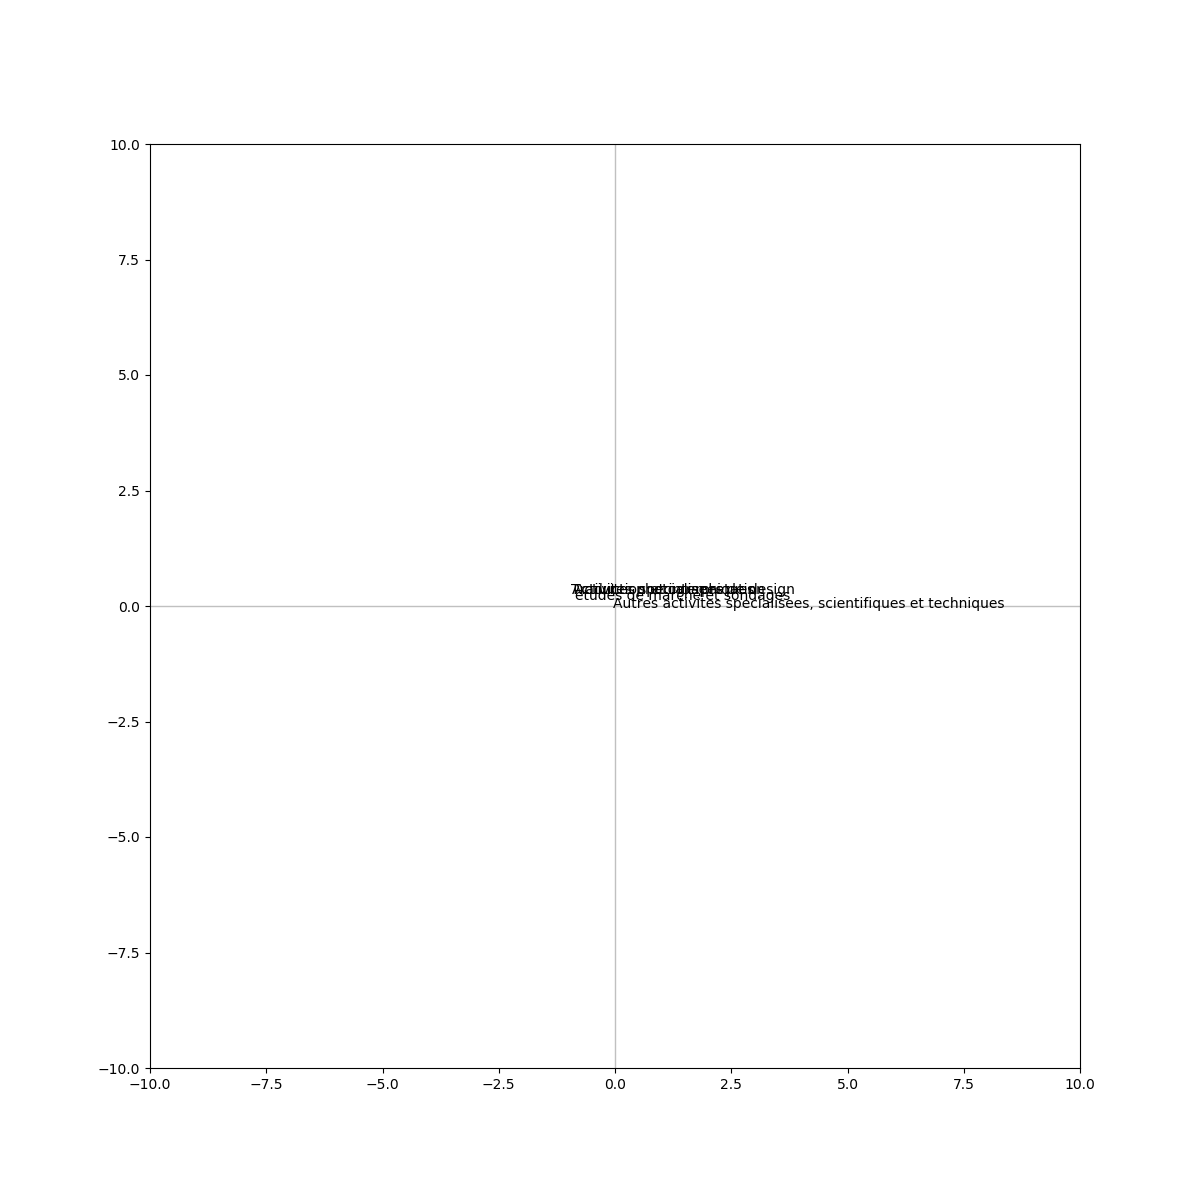 10.0
7.5
5.0
2.5
0.0
−2.5
−5.0
−7.5
−10.0
design
études de marché et sondages
Autres activités spécialisées, scientifiques et techniques
−10.0 −7.5 −5.0 −2.5 0.0 2.5 5.0 7.5 10.0